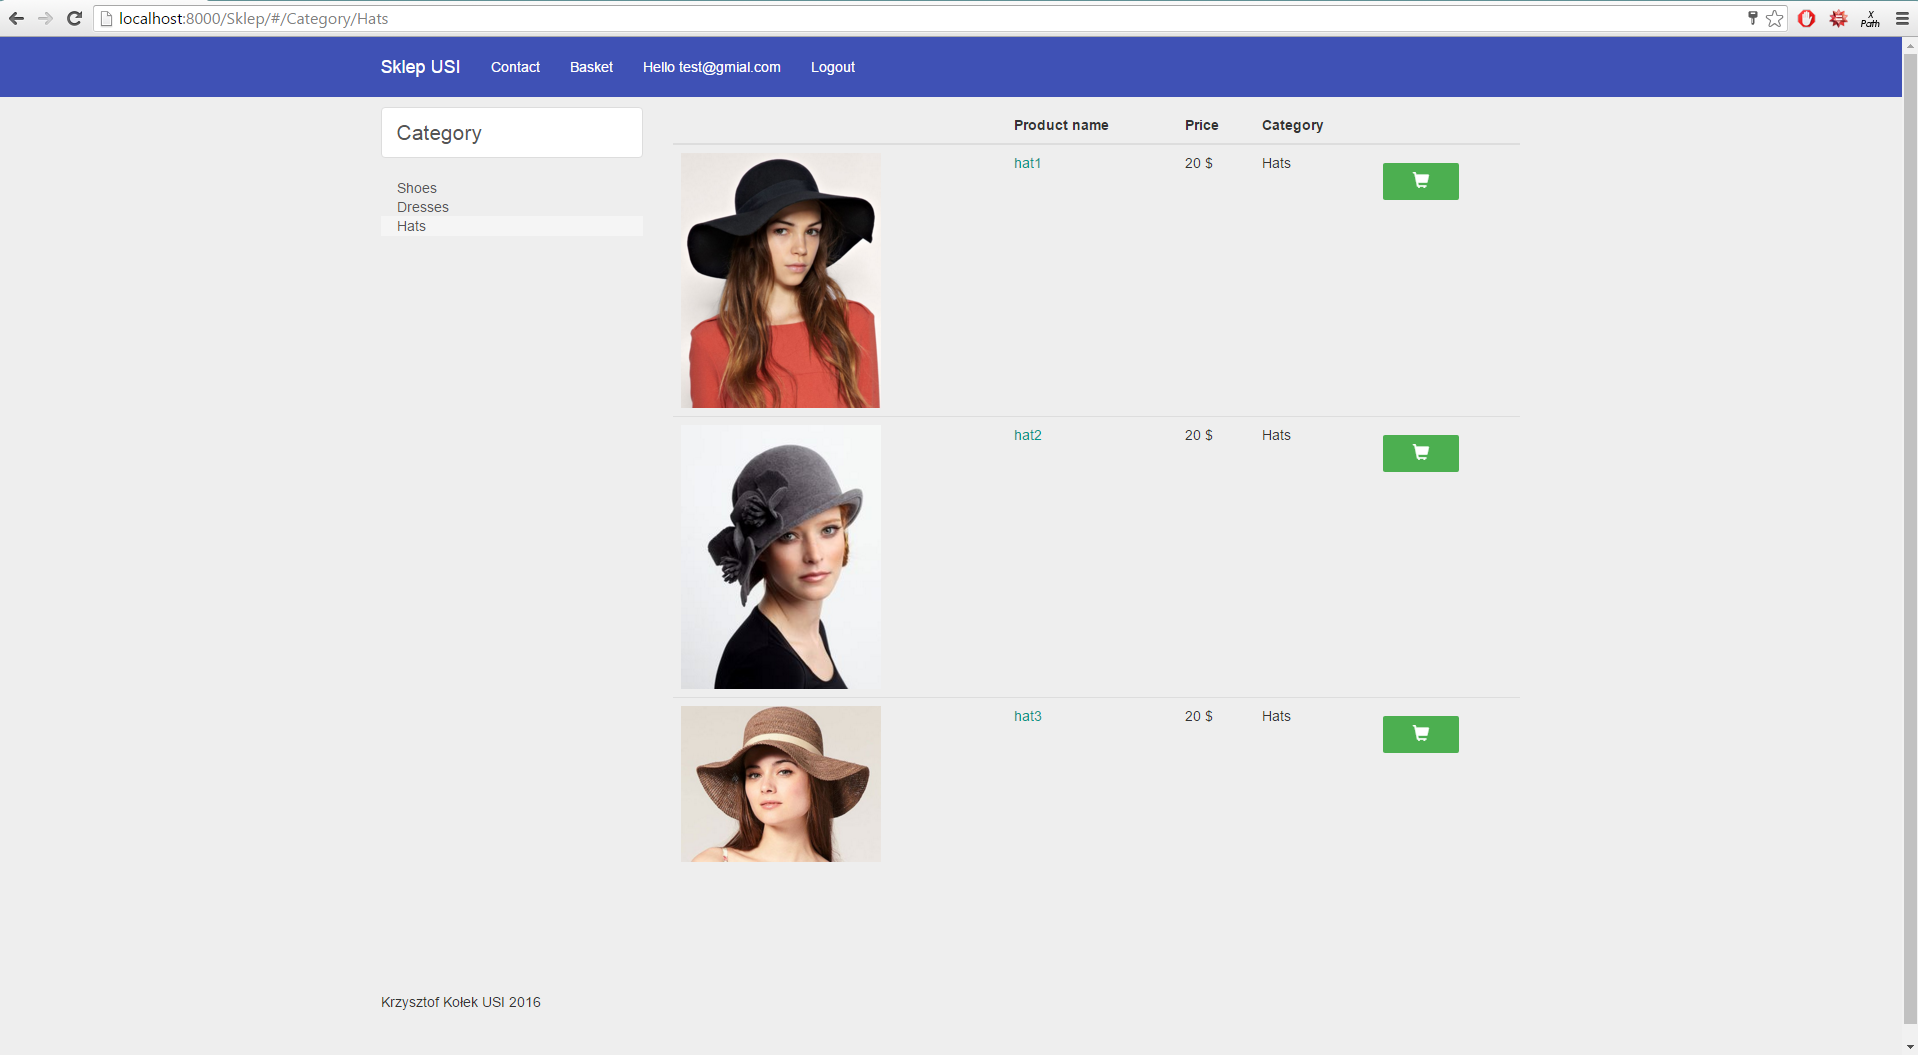 localhost:8000/Sklep/#/Category/Hats
X
Path
Sklep USI Contact Basket Hello test@gmial.com Logout
Category
Shoes
Dresses
Hats
Product name Price Category
hat1 20 $ Hats
hat2 20 $ Hats
hat3 20 $ Hats
Krzysztof Kołek USI 2016